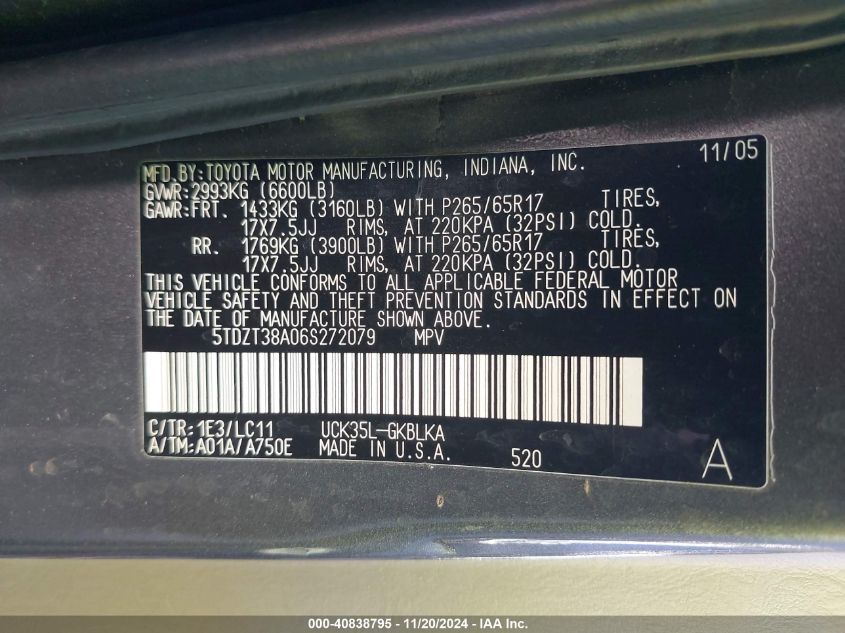 MFD.BY:TOYOTA MOTOR MANUFACTURING, INDIANA, INC. 11/05
GVWR:2993KG (6600LB)
GAWR:FRT. 1433KG (3160LB) WITH P265/65R17 TIRES,
17X7.5JJ RIMS, AT 220KPA (32PSI) COLD.
RR. 1769KG (3900LB) WITH P265/65R17 TIRES,
17X7.5JJ RIMS, AT 220KPA (32PSI) COLD.
THIS VEHICLE CONFORMS TO ALL APPLICABLE FEDERAL MOTOR
VEHICLE SAFETY AND THEFT PREVENTION STANDARDS IN EFFECT ON
THE DATE OF MANUFACTURE SHOWN ABOVE.
5TDZT38A06S272079 MPV
C/TR:1E3/LC11 UCK35L-GKBLKA
A/TM:A01A/A750E MADE IN U.S.A. 520 A
000-40838795 - 11/20/2024 - IAA Inc.